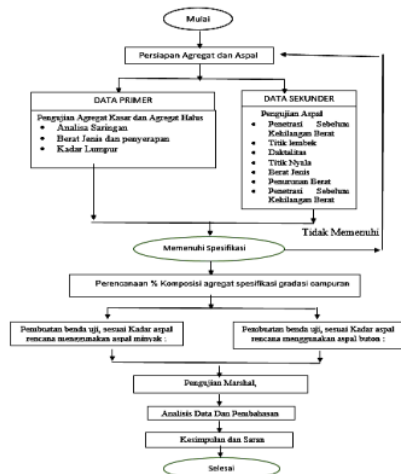 Mulai
Persiapan Agregat dan Aspal
DATA PRIMER
Pengujian Agregat Kasar dan Agregat Halus
• Analisa Saringan
• Berat Jenis dan penyerapan
• Kadar Lumpur
DATA SEKUNDER
Pengujian Aspal
• Penetrasi Sebelum
Kehilangan Berat
• Titik lembek
• Daktalitas
• Titik Nyala
• Berat Jenis
• Penurunan Berat
• Penetrasi Sebelum
Kehilangan Berat
Tidak Memenuhi
Memenuhi Spesifikasi
Perencanaan % Komposisi agregat spesifikasi gradasi campuran
Pembuatan benda uji, sesuai Kadar aspal
rencana menggunakan aspal minyak :
Pembuatan benda uji, sesuai Kadar aspal
rencana menggunakan aspal buton :
Pengujian Marshal,
Analisis Data Dan Pembahasan
Kesimpulan dan Saran
Selesai